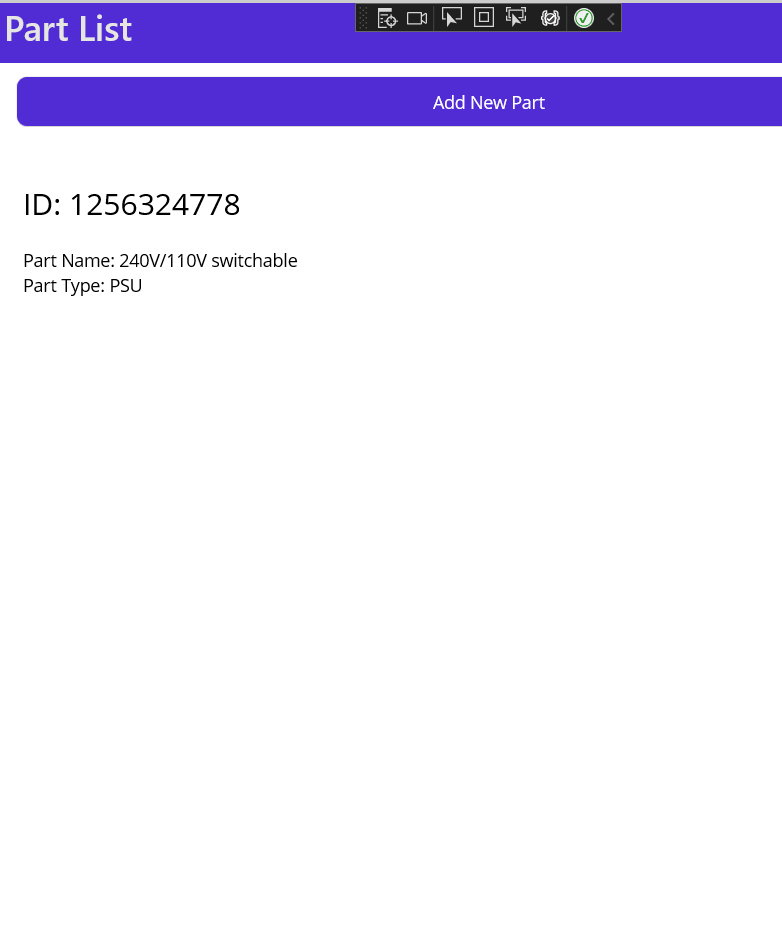 Part List
Add New Part
ID: 1256324778
Part Name: 240V/110V switchable
Part Type: PSU